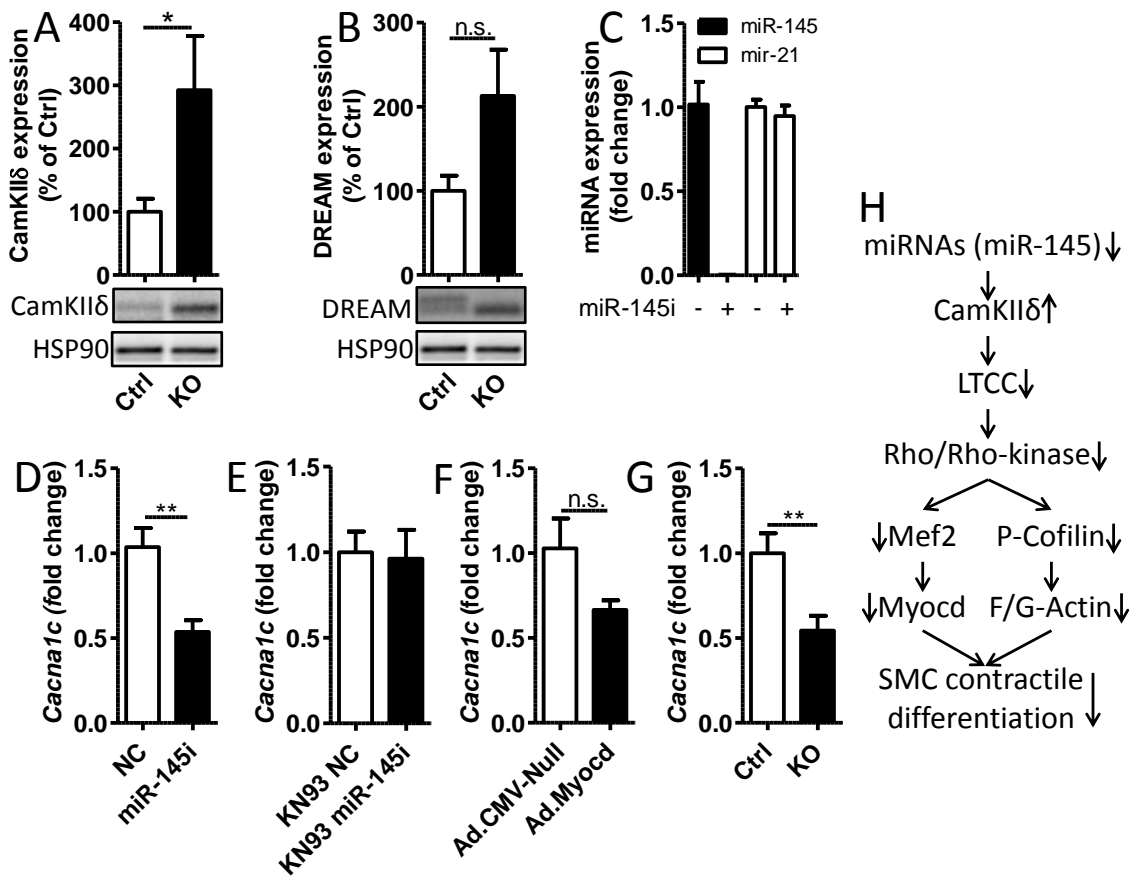 A
CamKIIδ expression
(% of Ctrl)
400
300
200
100
0
*
CamKIIδ
HSP90
Ctrl
KO
B
DREAM expression
(% of Ctrl)
300
200
100
0
n.s.
DREAM
HSP90
Ctrl
KO
C
miRNA expression
(fold change)
1.5
1.0
0.5
0.0
miR-145
mir-21
miR-145i - + - +
D
Cacna1c (fold change)
1.5
1.0
0.5
0.0
**
NC
miR-145i
E
Cacna1c (fold change)
1.5
1.0
0.5
0.0
KN93 NC
KN93 miR-145i
F
Cacna1c (fold change)
1.5
1.0
0.5
0.0
n.s.
Ad.CMV-Null
Ad.Myocd
G
Cacna1c (fold change)
1.5
1.0
0.5
0.0
**
Ctrl
KO
H
miRNAs (miR-145)↓
CamKIIδ↑
LTCC↓
Rho/Rho-kinase↓
↓Mef2 P-Cofilin↓
↓Myocd F/G-Actin↓
SMC contractile
differentiation ↓